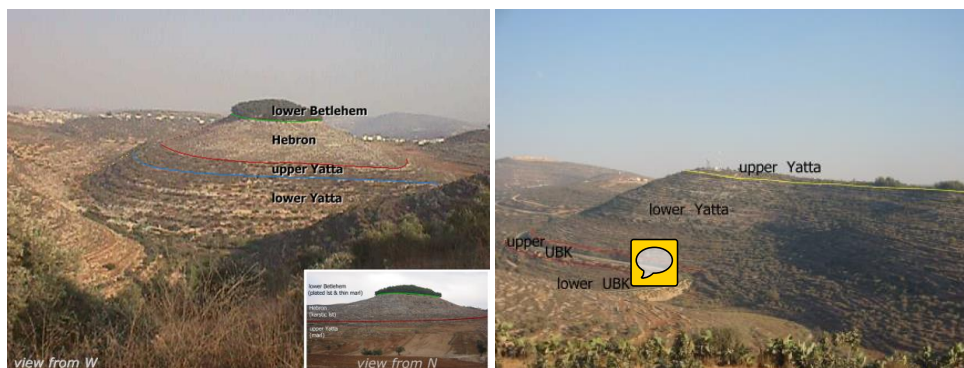 lower Betlehem
Hebron
upper Yatta
lower Yatta
lower Betlehem
(plated lst & thin marl)
Hebron
(karstic lst)
upper Yatta
(marl)
view from W
view from N
upper Yatta
lower Yatta
upper
UBK
lower UBK